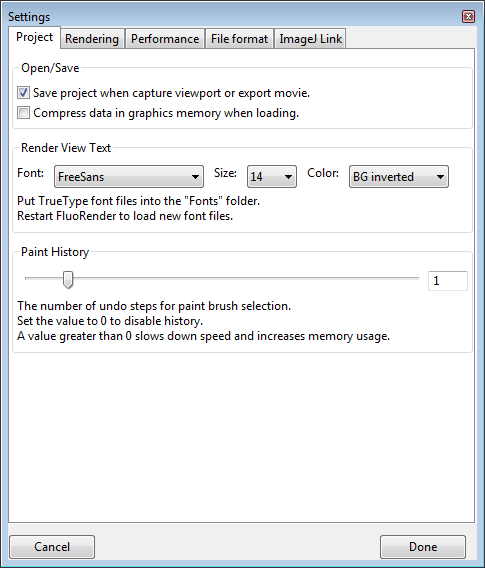 Settings
Project Rendering Performance File format ImageJ Link
Open/Save
Save project when capture viewport or export movie.
Compress data in graphics memory when loading.
Render View Text
Font: FreeSans Size: 14 Color: BG inverted
Put TrueType font files into the "Fonts" folder.
Restart FluoRender to load new font files.
Paint History
1
The number of undo steps for paint brush selection.
Set the value to 0 to disable history.
A value greater than 0 slows down speed and increases memory usage.
Cancel Done